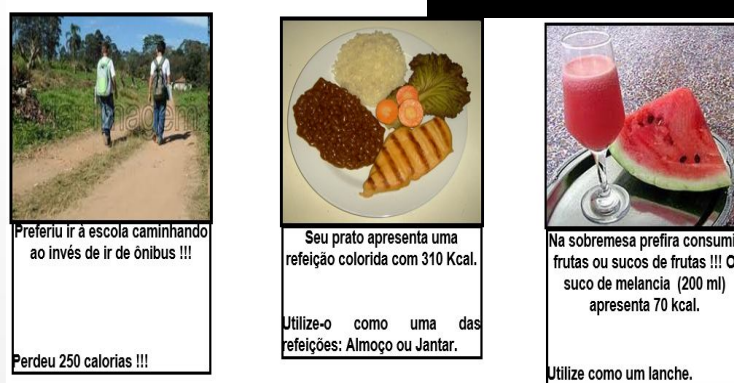 Preferiu ir à escola caminhando
ao invés de ir de ônibus !!!
Perdeu 250 calorias !!!
Seu prato apresenta uma
refeição colorida com 310 Kcal.
Utilize-o como uma das
refeições: Almoço ou Jantar.
Na sobremesa prefira consumi
frutas ou sucos de frutas !!! O
suco de melancia (200 ml)
apresenta 70 kcal.
Utilize como um lanche.